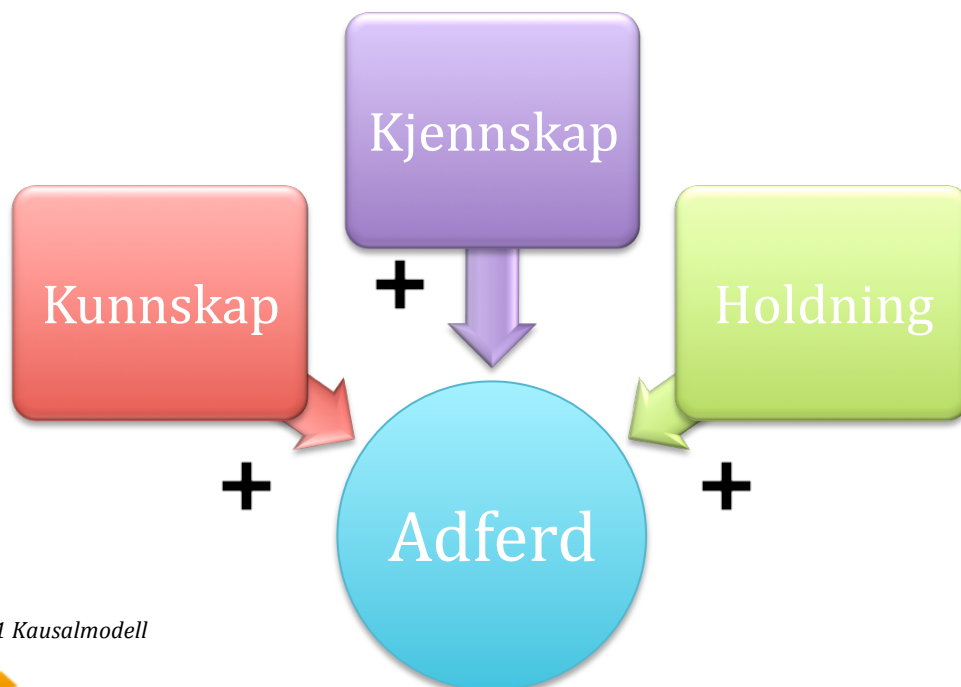 Kjennskap
Kunnskap
Holdning
+
+
+
Adferd
1 Kausalmodell